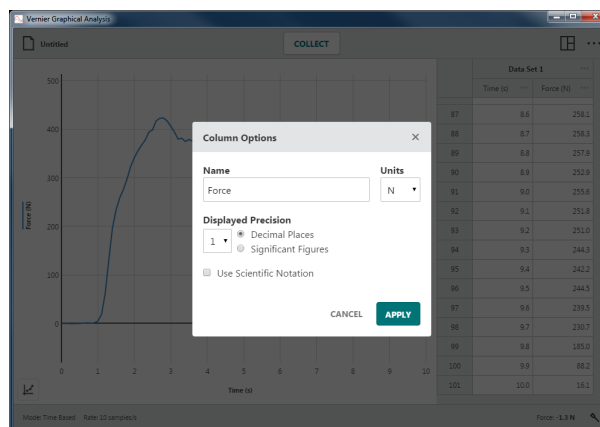 Vernier Graphical Analysis
Untitled
COLLECT
Data Set 1
Time (s) Force (N)
87 8.6 258.1
88 8.7 258.3
89 8.8 257.9
90 8.9 252.9
91 9.0 255.6
92 9.1 251.8
93 9.2 251.0
94 9.3 244.3
95 9.4 242.2
96 9.5 244.5
97 9.6 239.5
98 9.7 230.7
99 9.8 185.0
100 9.9 88.2
101 10.0 16.1
Column Options
Name Units
Force N
Displayed Precision
1 Decimal Places
Significant Figures
Use Scientific Notation
CANCEL APPLY
500
400
300
200
100
0
Force (N)
0 1 2 3 4 5 6 7 8 9 10
Time (s)
Mode: Time Based Rate: 10 samples/s
Force: -1.3 N